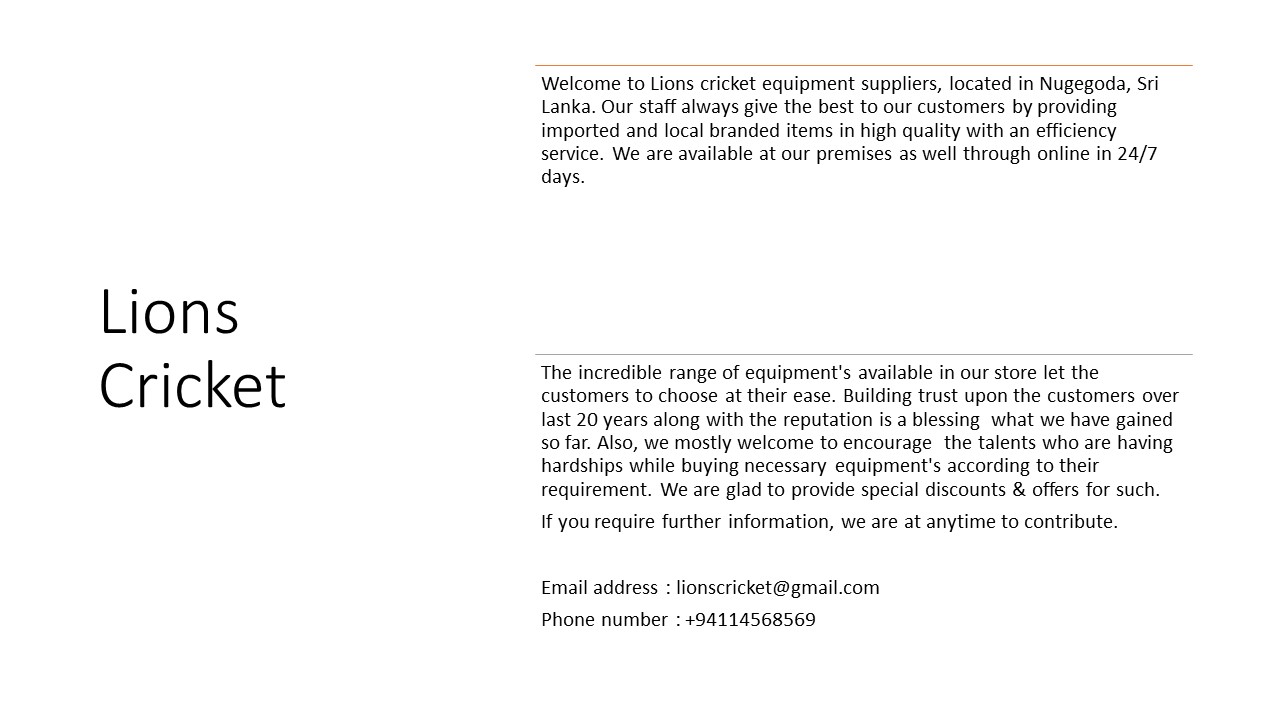 Lions
Cricket
Welcome to Lions cricket equipment suppliers, located in Nugegoda, Sri
Lanka. Our staff always give the best to our customers by providing
imported and local branded items in high quality with an efficiency
service. We are available at our premises as well through online in 24/7
days.
The incredible range of equipment's available in our store let the
customers to choose at their ease. Building trust upon the customers over
last 20 years along with the reputation is a blessing  what we have gained
so far. Also, we mostly welcome to encourage  the talents who are having
hardships while buying necessary equipment's according to their
requirement. We are glad to provide special discounts & offers for such.
If you require further information, we are at anytime to contribute.
Email address : lionscricket@gmail.com
Phone number : +94114568569